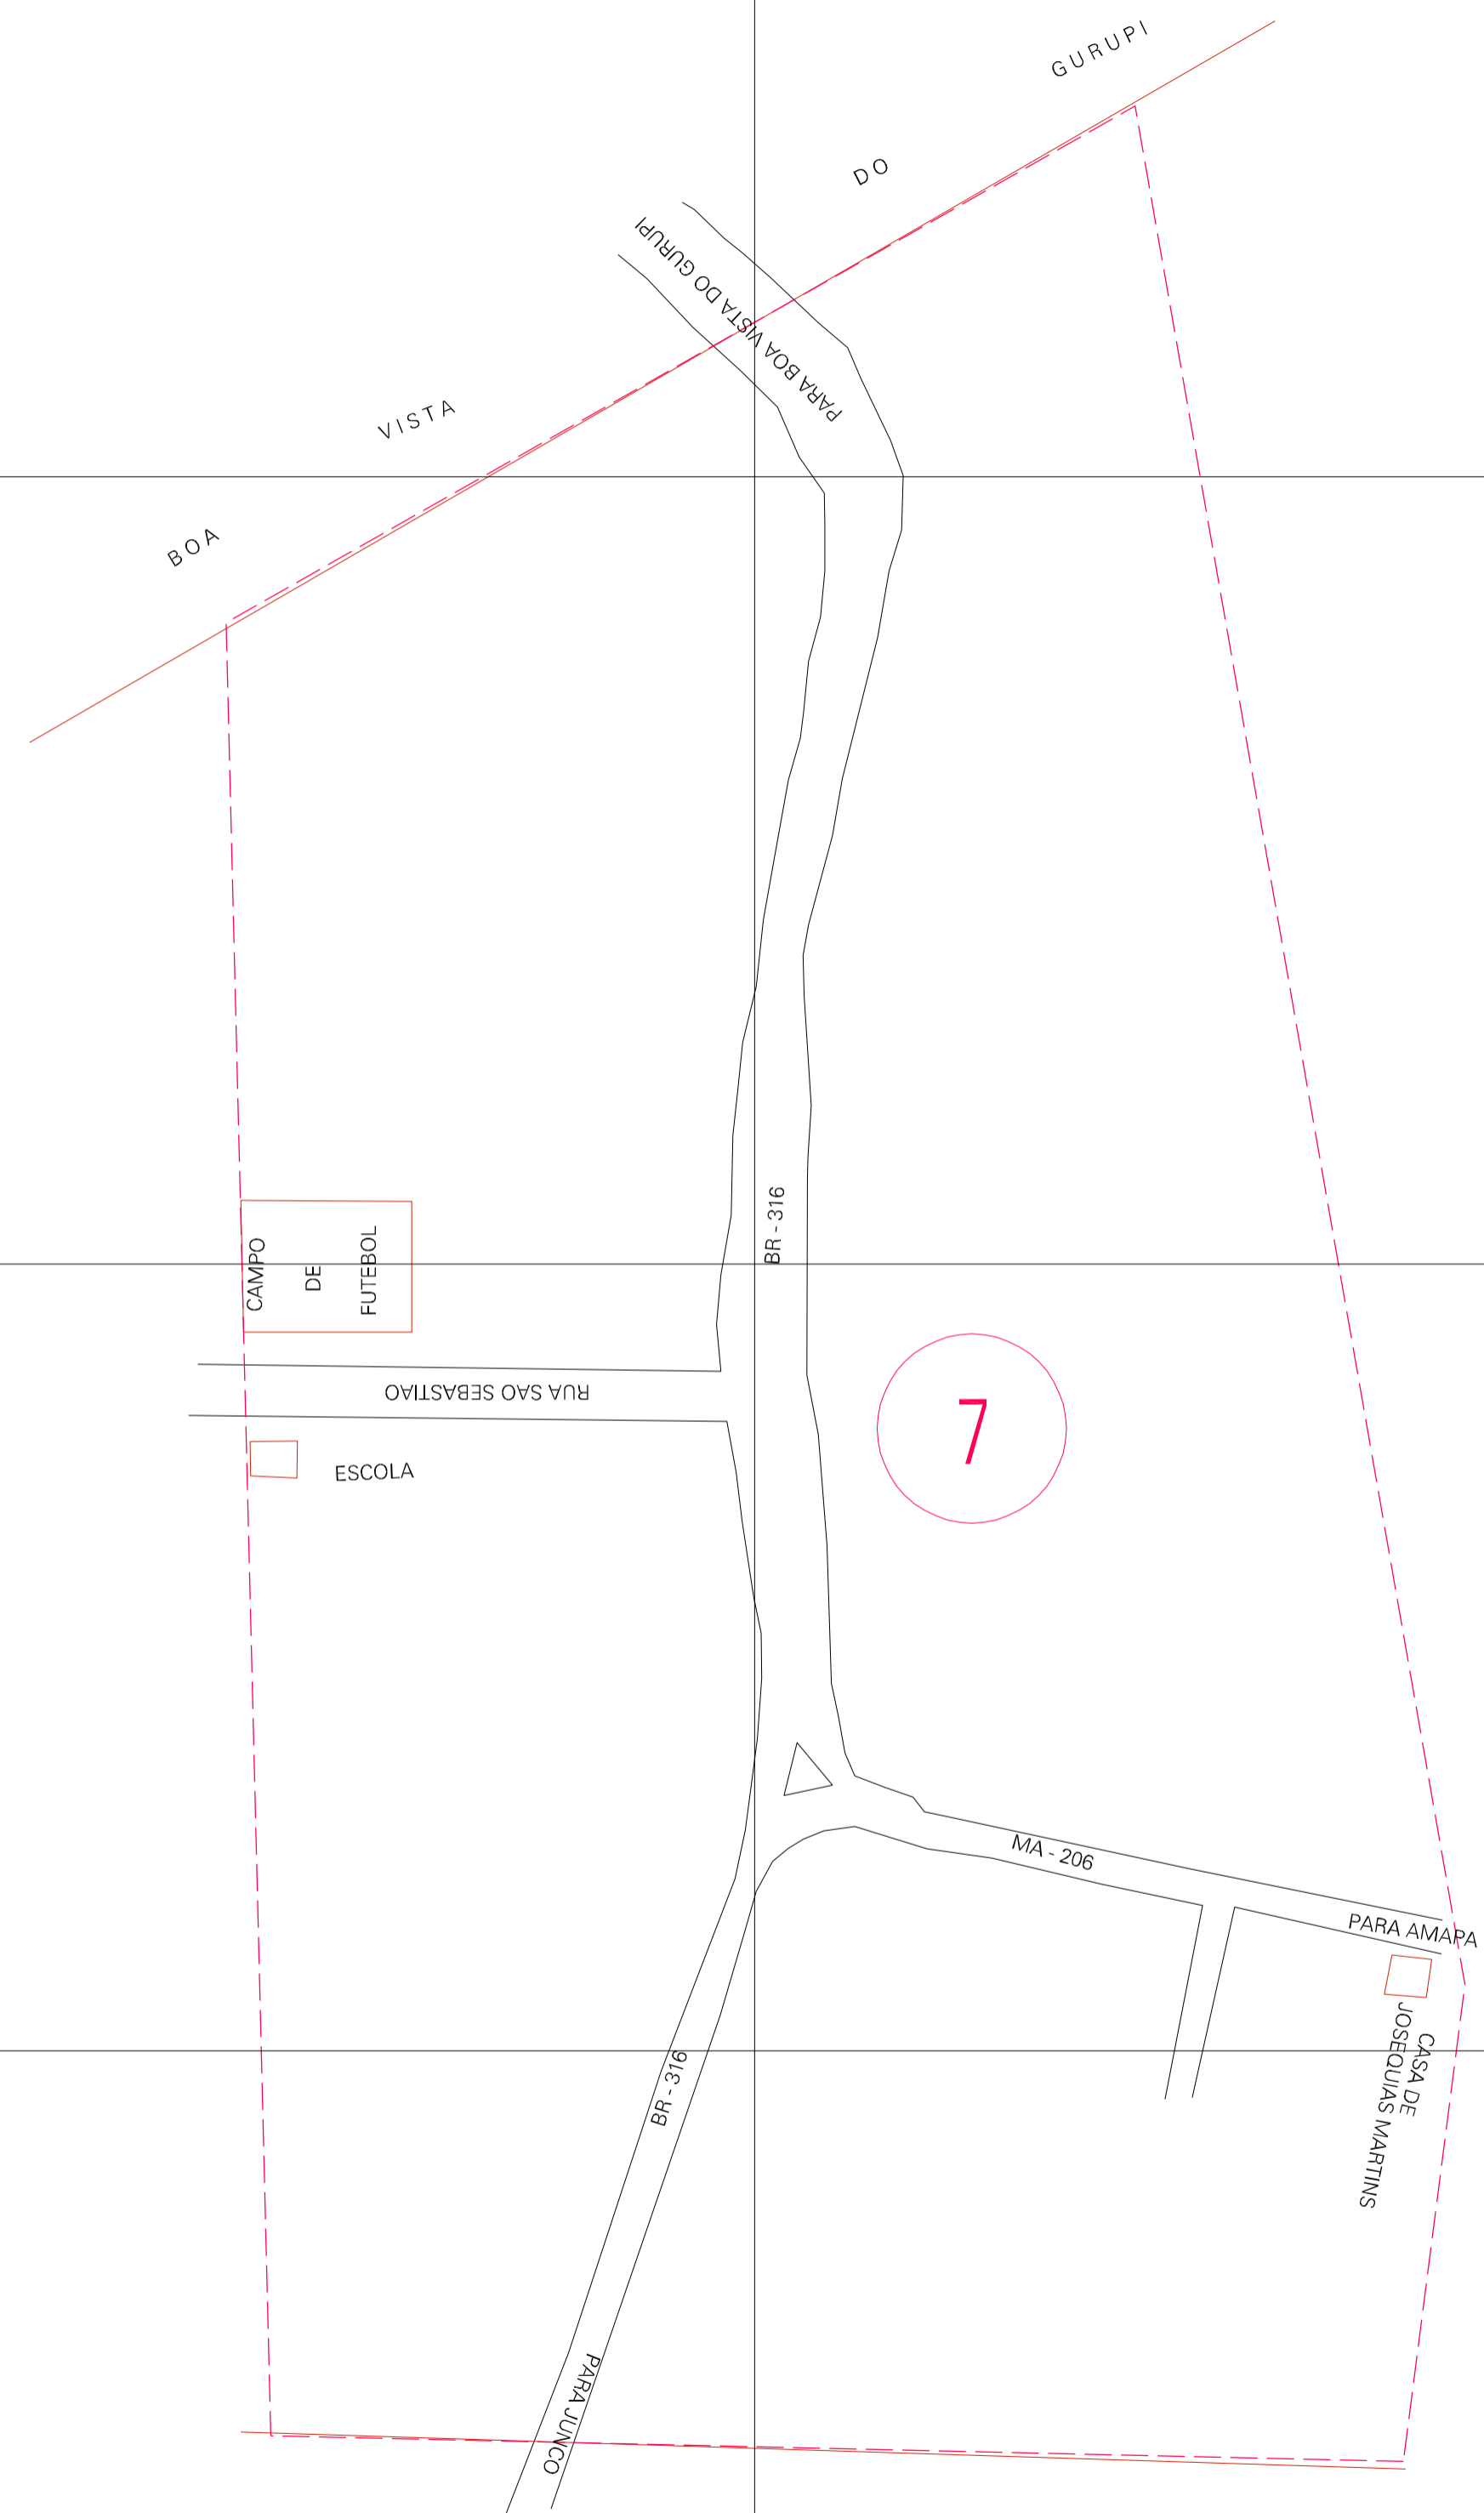 GURUPI
DO
VISTA
BOA
PARA BOA VISTA DO GURUPI
BR - 316
CAMPO
DE
FUTEBOL
RUA SAO SEBASTIAO
ESCOLA
7
MA - 206
PARA AMAPA
CASA DE
JOSEQUIAS MARTINS
BR - 316
PARA JUNCO